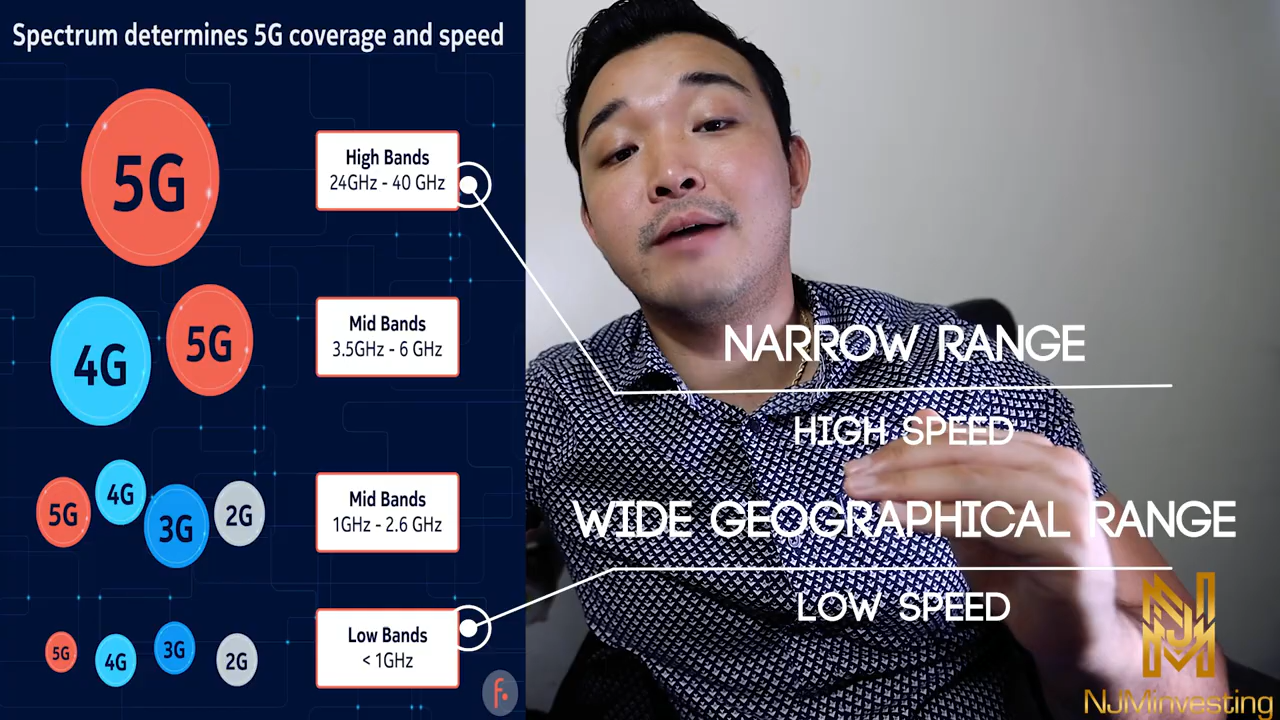 Spectrum determines 5G coverage and speed
5G
High Bands
24GHz - 40 GHz
4G
5G
Mid Bands
3.5GHz - 6 GHz
NARROW RANGE
HIGH SPEED
5G
4G
3G
2G
Mid Bands
1GHz - 2.6 GHz
WIDE GEOGRAPHICAL RANGE
LOW SPEED
5G
4G
3G
2G
Low Bands
< 1GHz
f.
NJM
NJMinvesting